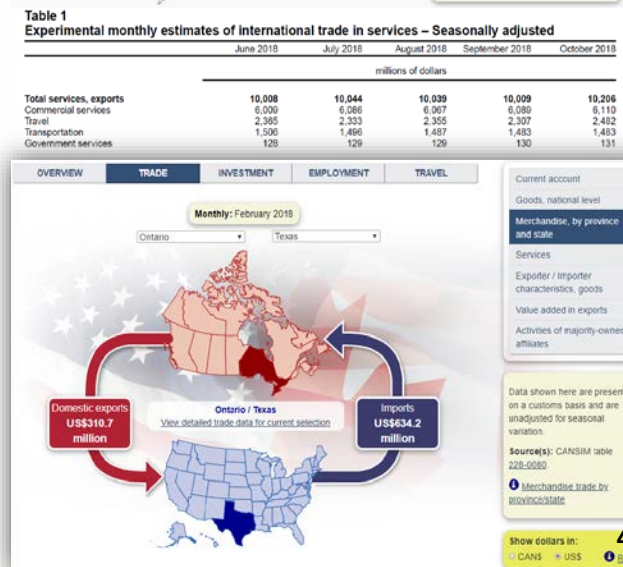 Table 1
Experimental monthly estimates of international trade in services – Seasonally adjusted
June 2018 July 2018 August 2018 September 2018 October 2018
millions of dollars
Total services, exports 10,008 10,044 10,039 10,009 10,206
Commercial services 6,009 6,086 6,067 6,089 6,110
Travel 2,365 2,333 2,355 2,307 2,482
Transportation 1,506 1,496 1,487 1,483 1,483
Government services 128 129 129 130 131
OVERVIEW TRADE INVESTMENT EMPLOYMENT TRAVEL
Monthly: February 2018
Ontario Texas
Domestic exports
US$310.7
million
Ontario / Texas
View detailed trade data for current selection
Imports
US$634.2
million
Current account
Goods, national level
Merchandise, by province
and state
Services
Exporter / Importer
characteristics, goods
Value added in exports
Activities of majority-owned
affiliates
Data shown here are present
on a customs basis and are
unadjusted for seasonal
variation.
Source(s): CANSIM table
228-0080.
Merchandise trade by
province/state
Show dollars in:
CAN$ US$